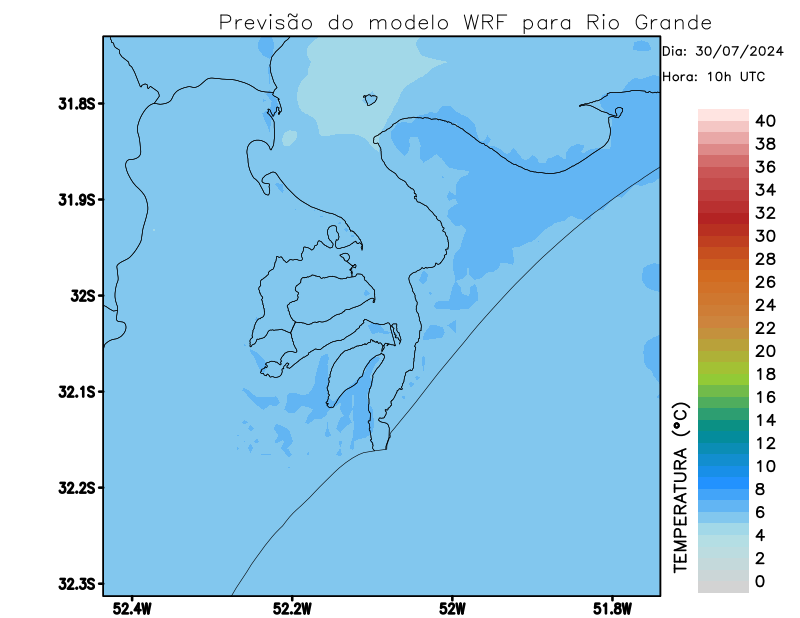 Previsão do modelo WRF para Rio Grande
Dia: 30/07/2024
Hora: 10h UTC
31.8S
31.9S
32S
32.1S
32.2S
32.3S
52.4W
52.2W
52W
51.8W
TEMPERATURA (ºC)
40
38
36
34
32
30
28
26
24
22
20
18
16
14
12
10
8
6
4
2
0